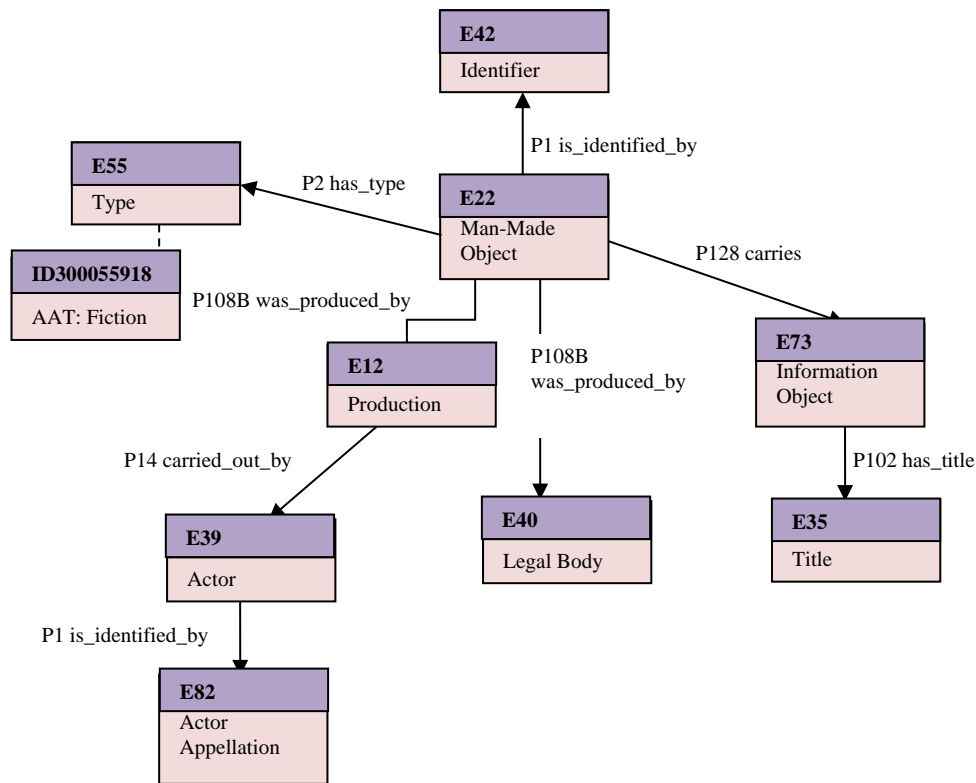 E42
Identifier
P1 is_identified_by
E55
Type
P2 has_type
E22
Man-Made
Object
ID300055918
AAT: Fiction
P128 carries
P108B was_produced_by
E12
Production
P108B
was_produced_by
E73
Information
Object
P14 carried_out_by
P102 has_title
E39
Actor
E40
Legal Body
E35
Title
P1 is_identified_by
E82
Actor
Appellation